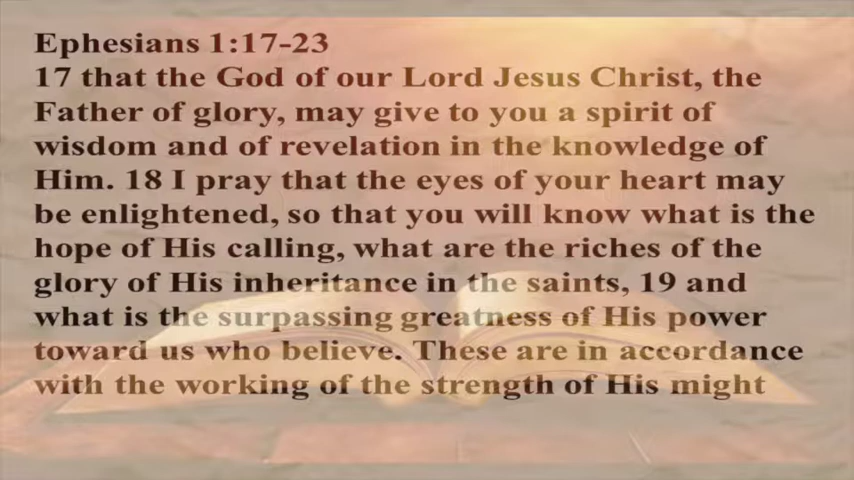 Ephesians 1:17-23
17 that the God of our Lord Jesus Christ, the
Father of glory, may give to you a spirit of
wisdom and of revelation in the knowledge of
Him. 18 I pray that the eyes of your heart may
be enlightened, so that you will know what is the
hope of His calling, what are the riches of the
glory of His inheritance in the saints, 19 and
what is the surpassing greatness of His power
toward us who believe. These are in accordance
with the working of the strength of His might